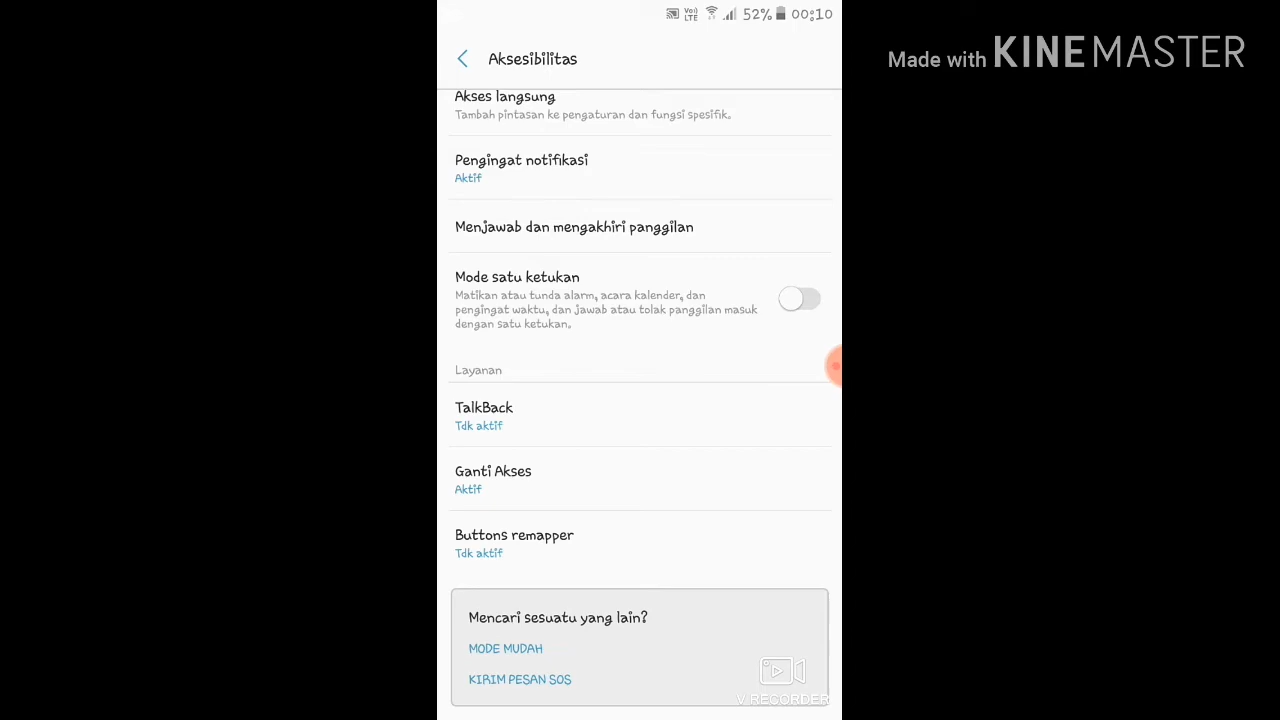 Voı) LTE 52% 00:10
Made with KINEMASTER
Aksesibilitas
Akses langsung
Tambah pintasan ke pengaturan dan fungsi spesifik.
Pengingat notifikasi
Aktif
Menjawab dan mengakhiri panggilan
Mode satu ketukan
Matikan atau tunda alarm, acara kalender, dan
pengingat waktu, dan jawab atau tolak panggilan masuk
dengan satu ketukan.
Layanan
TalkBack
Tdk aktif
Ganti Akses
Aktif
Buttons remapper
Tdk aktif
Mencari sesuatu yang lain?
MODE MUDAH
KIRIM PESAN SOS
V RECORDER